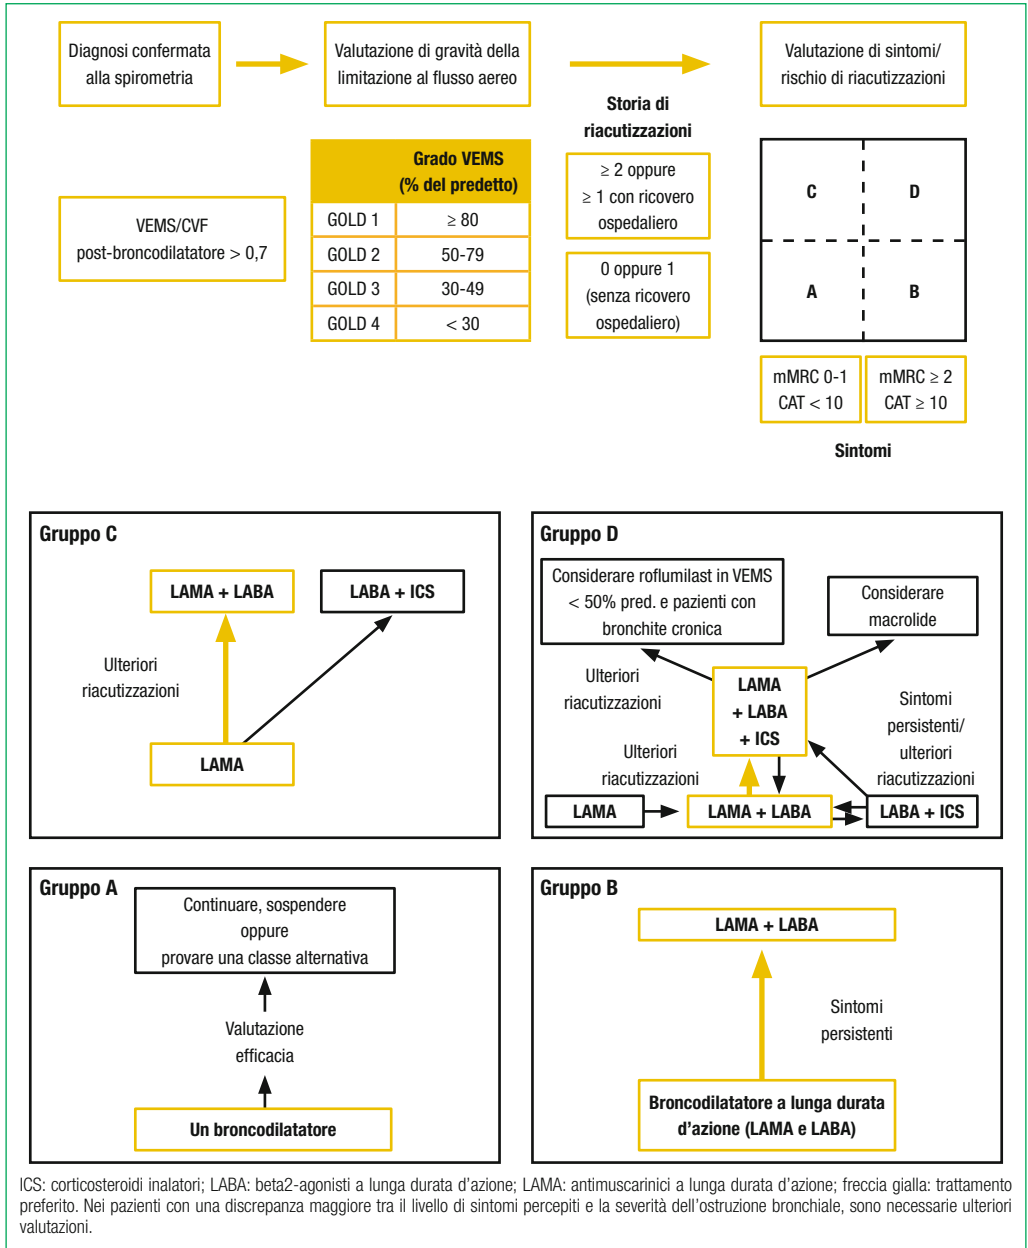 Diagnosi confermata
alla spirometria
Valutazione di gravità della
limitazione al flusso aereo
Valutazione di sintomi/
rischio di riacutizzazioni
VEMS/CVF
post-broncodilatatore > 0,7
Grado VEMS
(% del predetto)
GOLD 1 ≥ 80
GOLD 2 50-79
GOLD 3 30-49
GOLD 4 < 30
Storia di
riacutizzazioni
≥ 2 oppure
≥ 1 con ricovero
ospedaliero
0 oppure 1
(senza ricovero
ospedaliero)
C D
A B
mMRC 0-1
CAT < 10
mMRC ≥ 2
CAT ≥ 10
Sintomi
Gruppo C
LAMA + LABA
LABA + ICS
Ulteriori
riacutizzazioni
LAMA
Gruppo D
Considerare roflumilast in VEMS
< 50% pred. e pazienti con
bronchite cronica
Considerare
macrolide
Ulteriori
riacutizzazioni
LAMA
+ LABA
+ ICS
Sintomi
persistenti/
ulteriori
riacutizzazioni
Ulteriori
riacutizzazioni
LAMA
LAMA + LABA
LABA + ICS
Gruppo A
Continuare, sospendere
oppure
provare una classe alternativa
Valutazione
efficacia
Un broncodilatatore
Gruppo B
LAMA + LABA
Sintomi
persistenti
Broncodilatatore a lunga durata
d'azione (LAMA e LABA)
ICS: corticosteroidi inalatori; LABA: beta2-agonisti a lunga durata d'azione; LAMA: antimuscarinici a lunga durata d'azione; freccia gialla: trattamento
preferito. Nei pazienti con una discrepanza maggiore tra il livello di sintomi percepiti e la severità dell'ostruzione bronchiale, sono necessarie ulteriori
valutazioni.